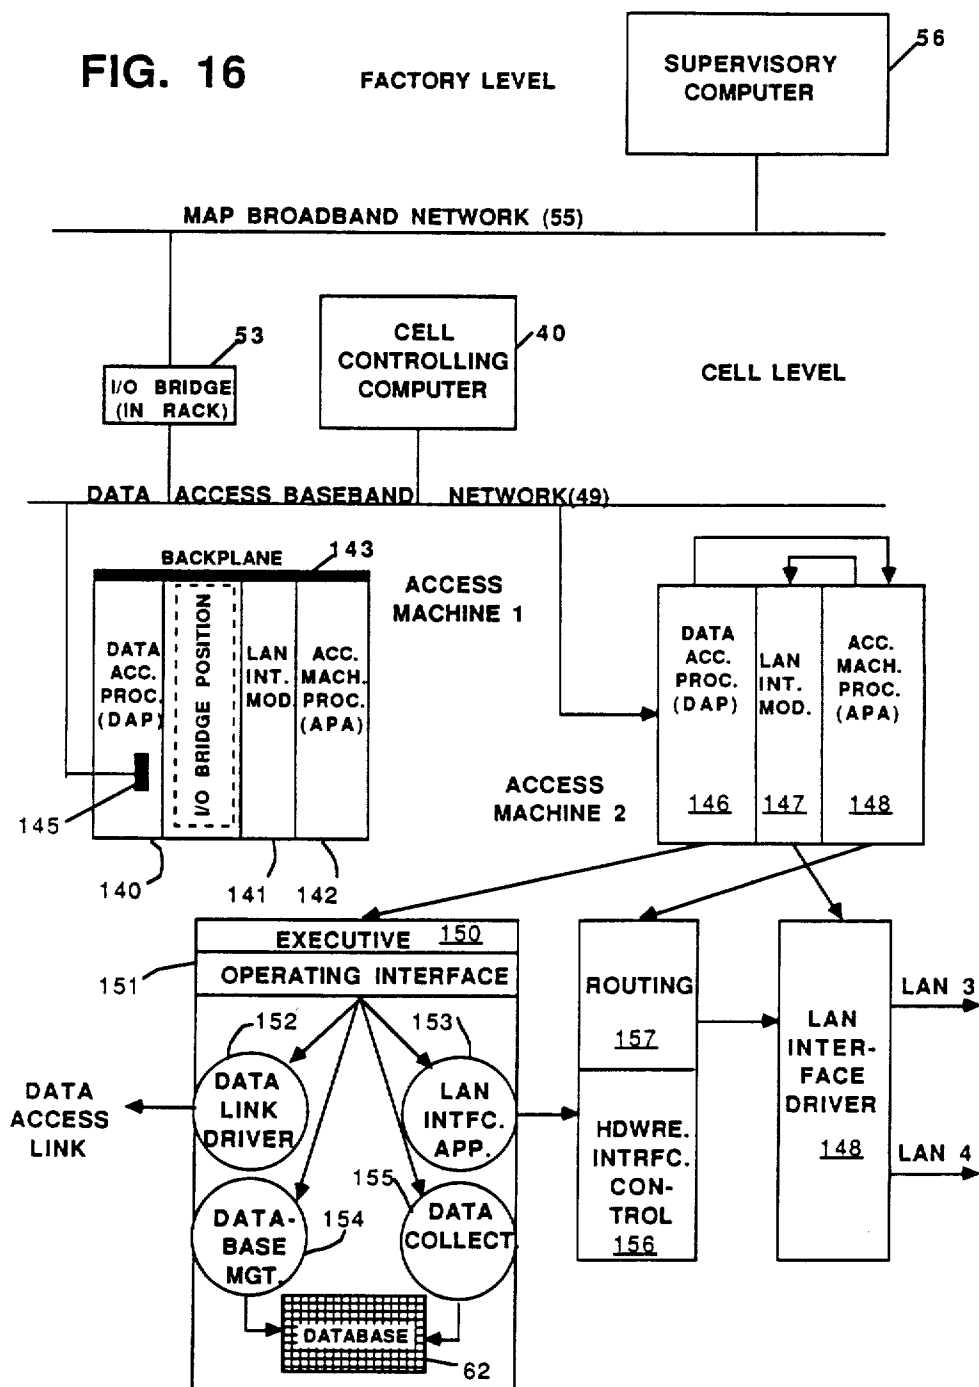 FIG. 16
FACTORY LEVEL
SUPERVISORY
COMPUTER
56
MAP BROADBAND NETWORK (55)
53
I/O BRIDGE
(IN RACK)
CELL
CONTROLLING
COMPUTER
40
CELL LEVEL
DATA ACCESS BASEBAND NETWORK(49)
BACKPLANE
143
ACCESS
MACHINE 1
DATA
ACC.
PROC.
(DAP)
I/O BRIDGE POSITION
LAN
INT.
MOD.
ACC.
MACH.
PROC.
(APA)
145
140
141
142
ACCESS
MACHINE 2
DATA
ACC.
PROC.
(DAP)
146
LAN
INT.
MOD.
147
ACC.
MACH.
PROC.
(APA)
148
EXECUTIVE 150
151
OPERATING INTERFACE
152
153
DATA
LINK
DRIVER
LAN
INTFC.
APP.
DATA
ACCESS
LINK
155
DATA-
BASE
MGT.
154
DATA
COLLECT.
DATABASE
62
ROUTING
157
HDWRE.
INTRFC.
CON-
TROL
156
LAN
INTER-
FACE
DRIVER
148
LAN 3
LAN 4